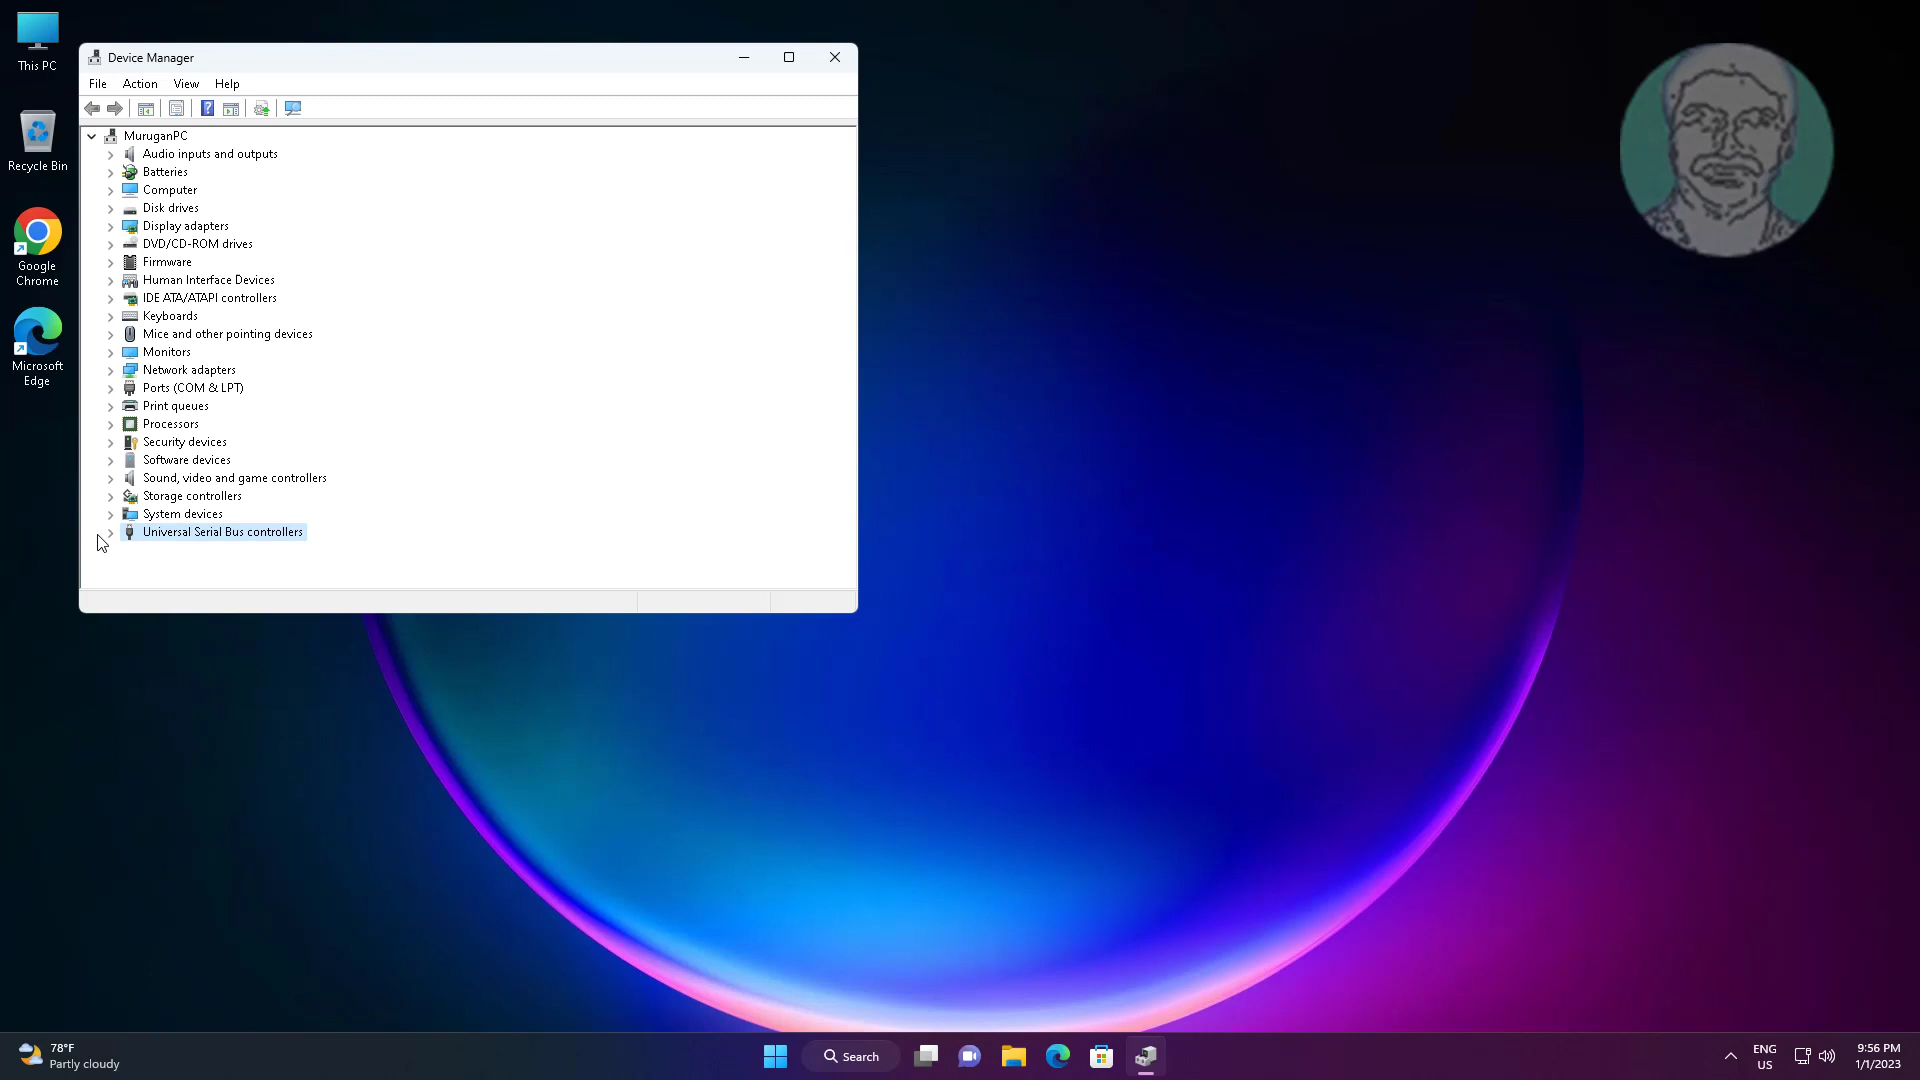 This PC
Recycle Bin
Google
Chrome
Microsoft
Edge
Device Manager
File Action View Help
MuruganPC
Audio inputs and outputs
Batteries
Computer
Disk drives
Display adapters
DVD/CD-ROM drives
Firmware
Human Interface Devices
IDE ATA/ATAPI controllers
Keyboards
Mice and other pointing devices
Monitors
Network adapters
Ports (COM & LPT)
Print queues
Processors
Security devices
Software devices
Sound, video and game controllers
Storage controllers
System devices
Universal Serial Bus controllers
78°F
Partly cloudy
Search
ENG
US
9:56 PM
1/1/2023